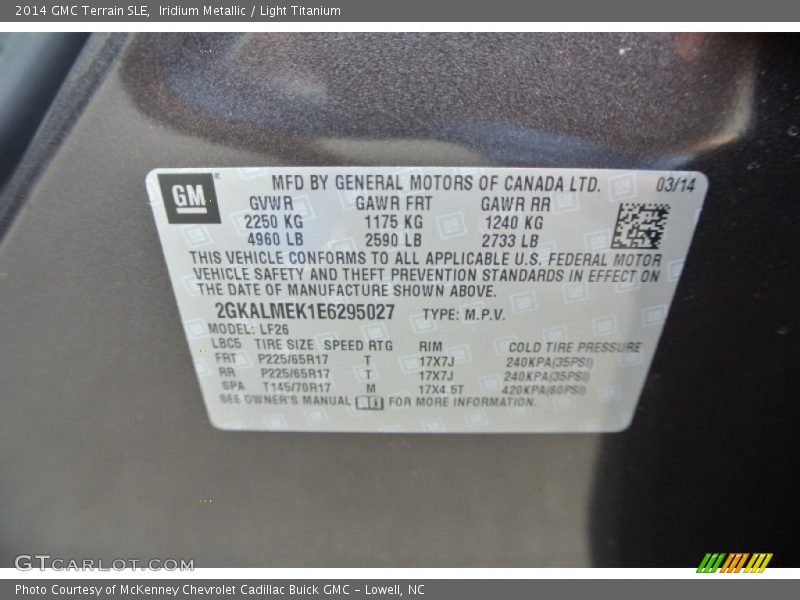 2014 GMC Terrain SLE, Iridium Metallic / Light Titanium
GM MFD BY GENERAL MOTORS OF CANADA LTD. 03/14
GVWR GAWR FRT GAWR RR
2250 KG 1175 KG 1240 KG
4960 LB 2590 LB 2733 LB
THIS VEHICLE CONFORMS TO ALL APPLICABLE U.S. FEDERAL MOTOR
VEHICLE SAFETY AND THEFT PREVENTION STANDARDS IN EFFECT ON
THE DATE OF MANUFACTURE SHOWN ABOVE.
2GKALMEK1E6295027 TYPE: M.P.V.
MODEL: LF26
LBC5 TIRE SIZE SPEED RTG RIM COLD TIRE PRESSURE
FRT P225/65R17 T 17X7J 240KPA(35PSI)
RR P225/65R17 T 17X7J 240KPA(35PSI)
SPA T145/70R17 M 17X4.5T 420KPA(60PSI)
SEE OWNER'S MANUAL FOR MORE INFORMATION.
GTCARLOT.COM
Photo Courtesy of McKenney Chevrolet Cadillac Buick GMC - Lowell, NC